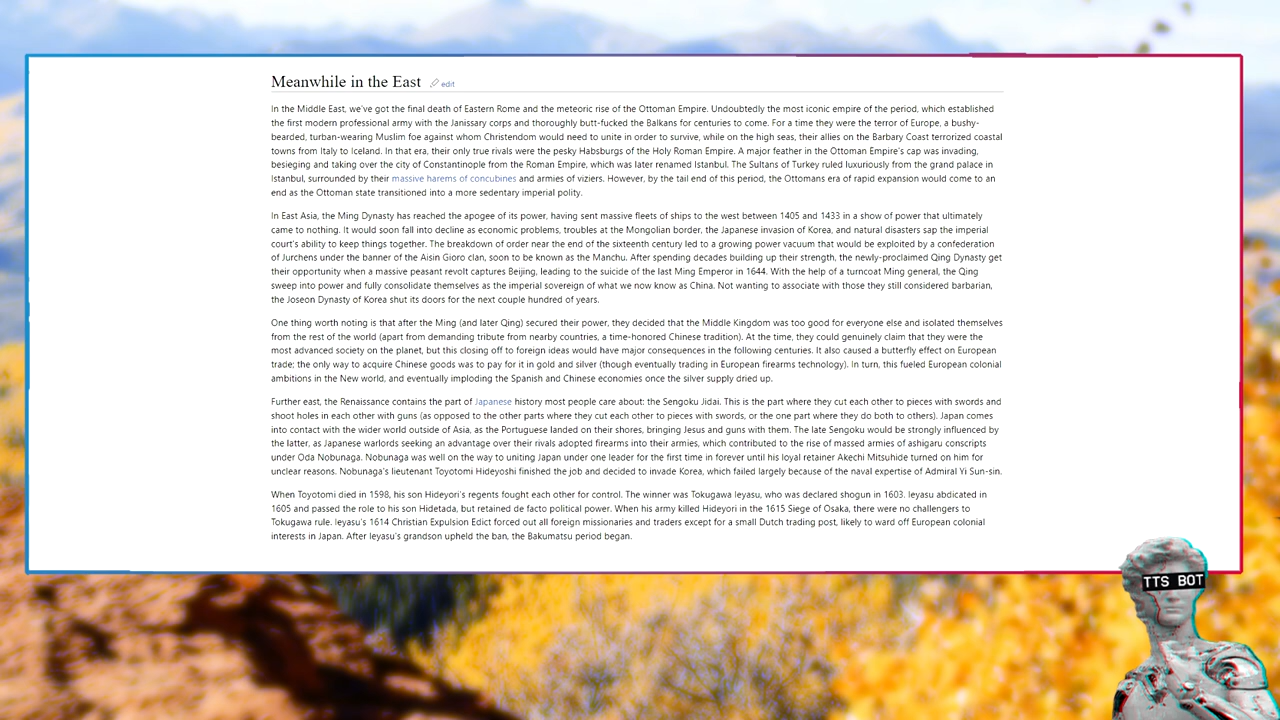 Meanwhile in the East edit
In the Middle East, we've got the final death of Eastern Rome and the meteoric rise of the Ottoman Empire. Undoubtedly the most iconic empire of the period, which established
the first modern professional army with the Janissary corps and thoroughly butt-fucked the Balkans for centuries to come. For a time they were the terror of Europe, a bushy-
bearded, turban-wearing Muslim foe against whom Christendom would need to unite in order to survive, while on the high seas, their allies on the Barbary Coast terrorized coastal
towns from Italy to Iceland. In that era, their only true rivals were the pesky Habsburgs of the Holy Roman Empire. A major feather in the Ottoman Empire's cap was invading,
besieging and taking over the city of Constantinople from the Roman Empire, which was later renamed Istanbul. The Sultans of Turkey ruled luxuriously from the grand palace in
Istanbul, surrounded by their massive harems of concubines and armies of viziers. However, by the tail end of this period, the Ottomans era of rapid expansion would come to an
end as the Ottoman state transitioned into a more sedentary imperial polity.
In East Asia, the Ming Dynasty has reached the apogee of its power, having sent massive fleets of ships to the west between 1405 and 1433 in a show of power that ultimately
came to nothing. It would soon fall into decline as economic problems, troubles at the Mongolian border, the Japanese invasion of Korea, and natural disasters sap the imperial
court's ability to keep things together. The breakdown of order near the end of the sixteenth century led to a growing power vacuum that would be exploited by a confederation
of Jurchens under the banner of the Aisin Gioro clan, soon to be known as the Manchu. After spending decades building up their strength, the newly-proclaimed Qing Dynasty get
their opportunity when a massive peasant revolt captures Beijing, leading to the suicide of the last Ming Emperor in 1644. With the help of a turncoat Ming general, the Qing
sweep into power and fully consolidate themselves as the imperial sovereign of what we now know as China. Not wanting to associate with those they still considered barbarian,
the Joseon Dynasty of Korea shut its doors for the next couple hundred of years.
One thing worth noting is that after the Ming (and later Qing) secured their power, they decided that the Middle Kingdom was too good for everyone else and isolated themselves
from the rest of the world (apart from demanding tribute from nearby countries, a time-honored Chinese tradition). At the time, they could genuinely claim that they were the
most advanced society on the planet, but this closing off to foreign ideas would have major consequences in the following centuries. It also caused a butterfly effect on European
trade; the only way to acquire Chinese goods was to pay for it in gold and silver (though eventually trading in European firearms technology). In turn, this fueled European colonial
ambitions in the New world, and eventually imploding the Spanish and Chinese economies once the silver supply dried up.
Further east, the Renaissance contains the part of Japanese history most people care about: the Sengoku Jidai. This is the part where they cut each other to pieces with swords and
shoot holes in each other with guns (as opposed to the other parts where they cut each other to pieces with swords, or the one part where they do both to others). Japan comes
into contact with the wider world outside of Asia, as the Portuguese landed on their shores, bringing Jesus and guns with them. The late Sengoku would be strongly influenced by
the latter, as Japanese warlords seeking an advantage over their rivals adopted firearms into their armies, which contributed to the rise of massed armies of ashigaru conscripts
under Oda Nobunaga. Nobunaga was well on the way to uniting Japan under one leader for the first time in forever until his loyal retainer Akechi Mitsuhide turned on him for
unclear reasons. Nobunaga's lieutenant Toyotomi Hideyoshi finished the job and decided to invade Korea, which failed largely because of the naval expertise of Admiral Yi Sun-sin.
When Toyotomi died in 1598, his son Hideyori's regents fought each other for control. The winner was Tokugawa Ieyasu, who was declared shogun in 1603. Ieyasu abdicated in
1605 and passed the role to his son Hidetada, but retained de facto political power. When his army killed Hideyori in the 1615 Siege of Osaka, there were no challengers to
Tokugawa rule. Ieyasu's 1614 Christian Expulsion Edict forced out all foreign missionaries and traders except for a small Dutch trading post, likely to ward off European colonial
interests in Japan. After Ieyasu's grandson upheld the ban, the Bakumatsu period began.
TTS BOT